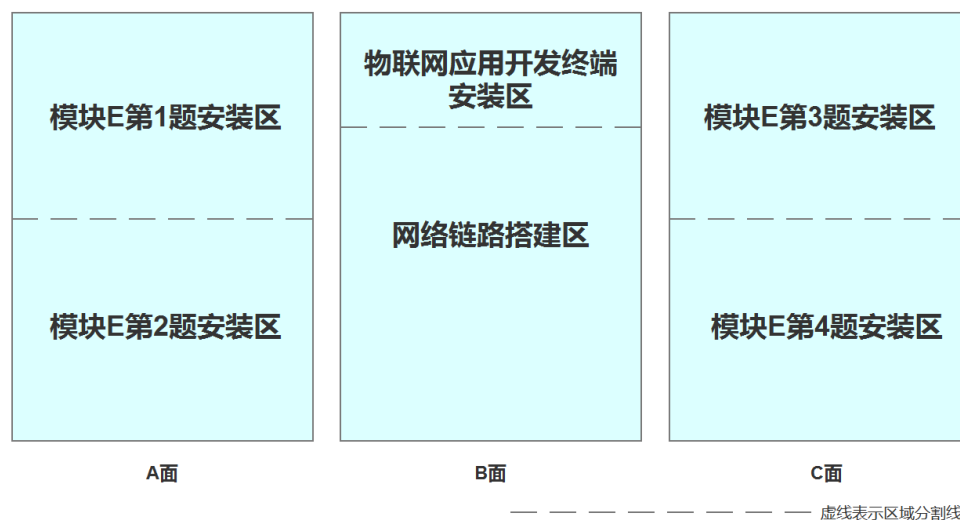 模块E第1题安装区
模块E第2题安装区
A面
物联网应用开发终端
安装区
网络链路搭建区
B面
模块E第3题安装区
模块E第4题安装区
C面
虚线表示区域分割线